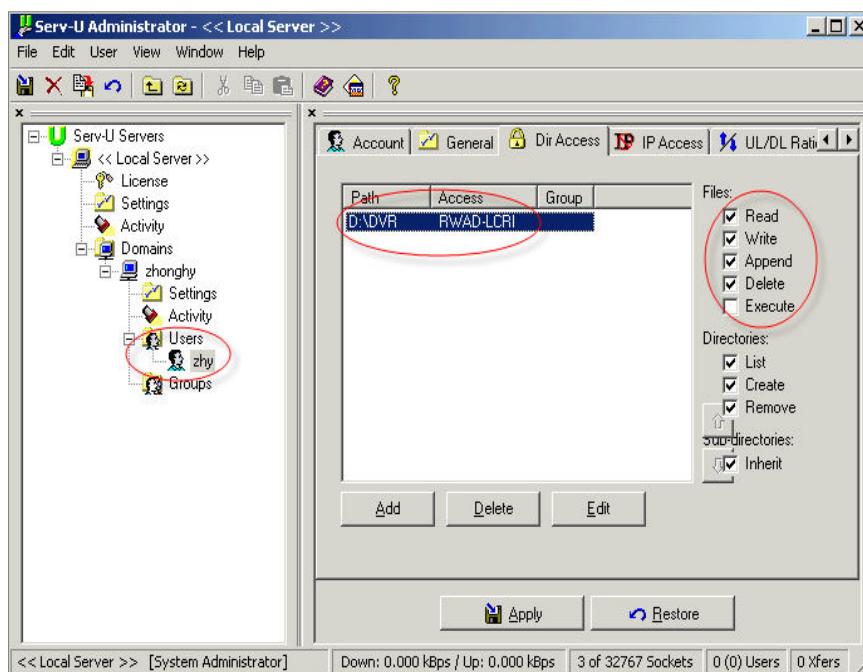 Serv-U Administrator - << Local Server >>
File Edit User View Window Help
Serv-U Servers
<< Local Server >>
License
Settings
Activity
Domains
zhonghy
Settings
Activity
Users
zhy
Groups
Account General Dir Access IP Access UL/DL Rati
Path Access Group
D:\DVR RWAD-LCRI
Files:
Read
Write
Append
Delete
Execute
Directories:
List
Create
Remove
Sub-directories:
Inherit
Add Delete Edit
Apply Restore
<< Local Server >> [System Administrator] Down: 0.000 kBps / Up: 0.000 kBps 3 of 32767 Sockets 0 (0) Users 0 Xfers